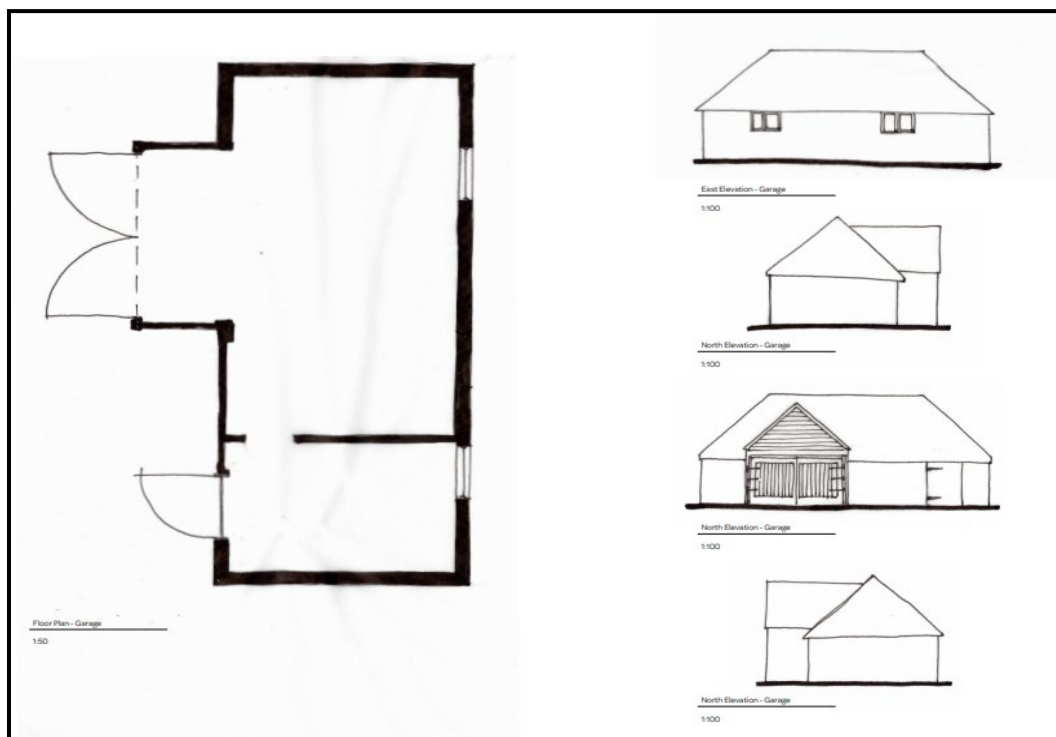 Floor Plan - Garage
1:50
East Elevation - Garage
1:100
North Elevation - Garage
1:100
North Elevation - Garage
1:100
North Elevation - Garage
1:100